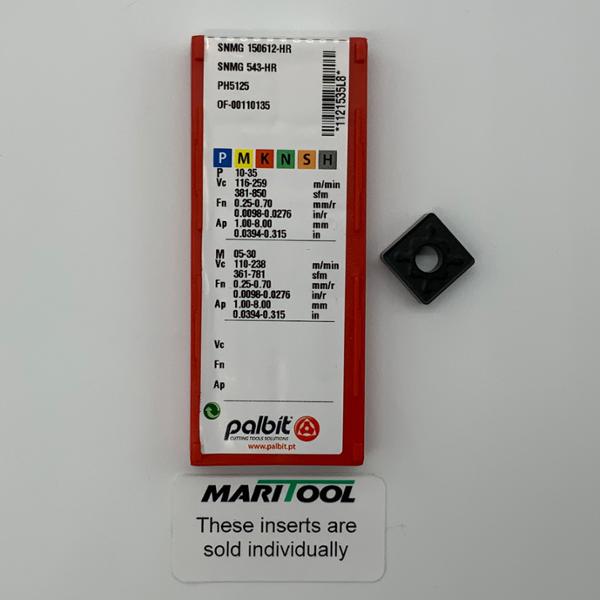 SNMG 150612-HR
SNMG 543-HR
PH5125
OF-00110135
*1121535L8*
P M K N S H
P 10-35
Vc 116-259 m/min
381-850 sfm
Fn 0.25-0.70 mm/r
0.0098-0.0276 in/r
Ap 1.00-8.00 mm
0.0394-0.315 in
M 05-30
Vc 110-238 m/min
361-781 sfm
Fn 0.25-0.70 mm/r
0.0098-0.0276 in/r
Ap 1.00-8.00 mm
0.0394-0.315 in
Vc
Fn
Ap
palbit
CUTTING TOOLS SOLUTIONS
www.palbit.pt
MARITOOL
These inserts are
sold individually